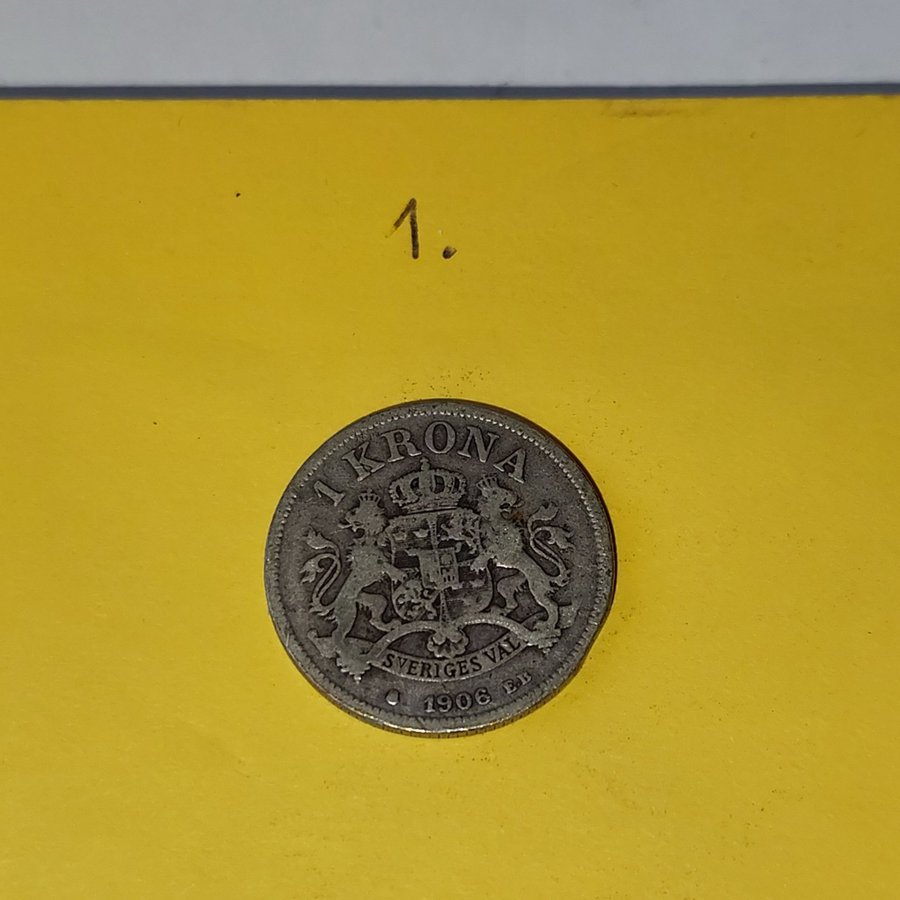 1.
1 KRONA
SVERIGES VÄL
1906 EB